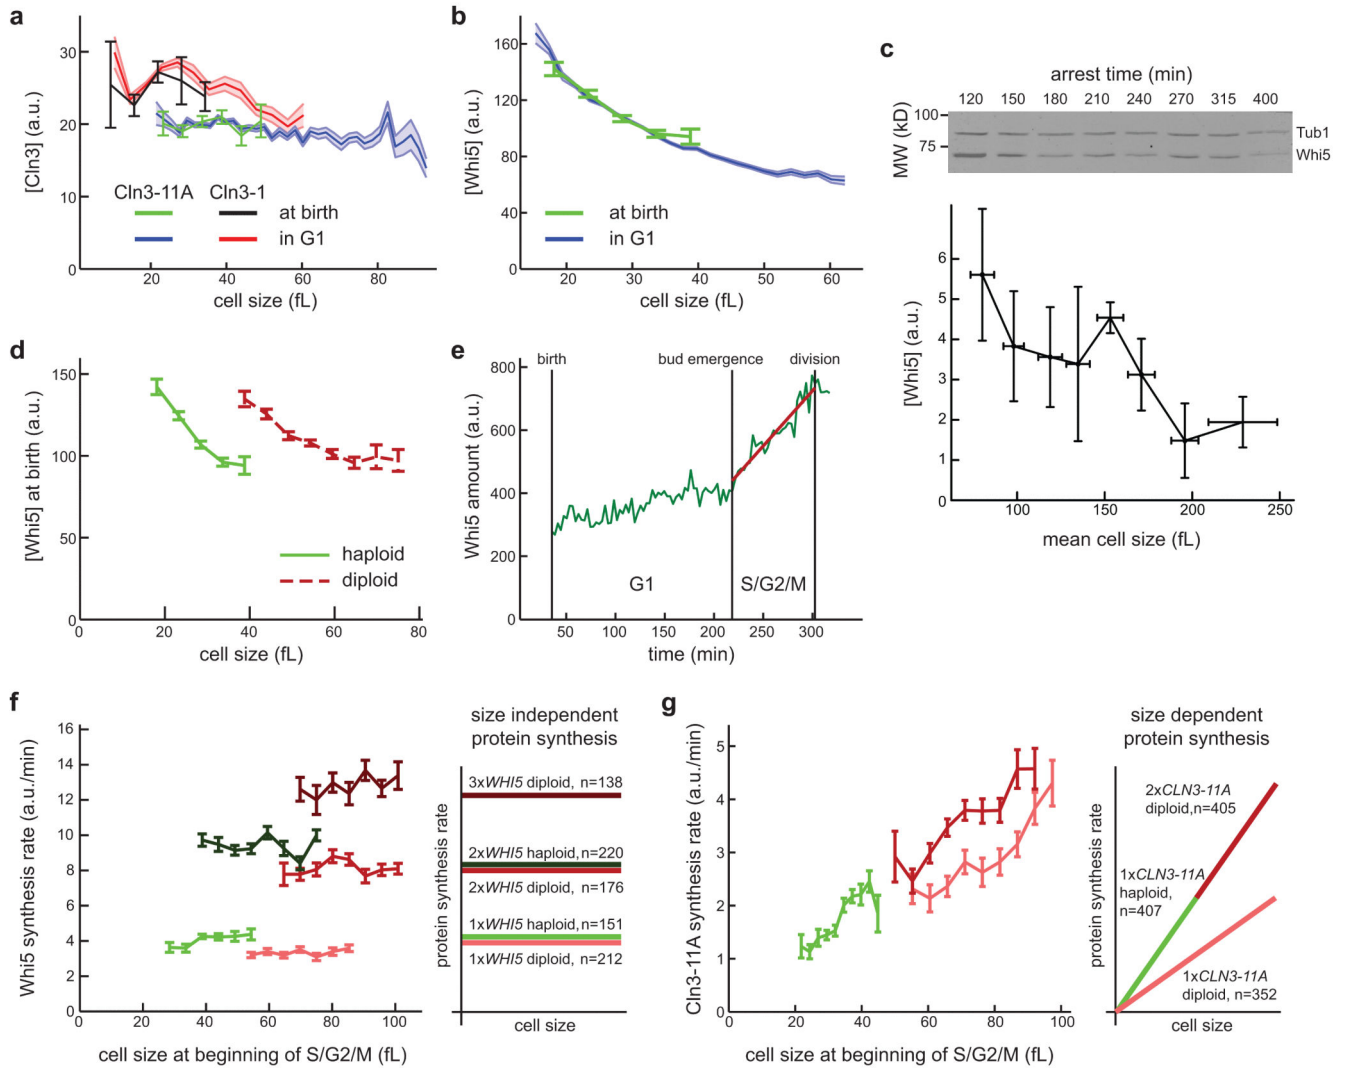 a
[Cln3] (a.u.)
30
20
10
0
Cln3-11A Cln3-1
at birth
in G1
20 40 60 80
cell size (fL)
b
[Whi5] (a.u.)
160
120
80
40
0
at birth
in G1
20 30 40 50 60
cell size (fL)
c
arrest time (min)
120 150 180 210 240 270 315 400
MW (kD)
100
75
Tub1
Whi5
[Whi5] (a.u.)
6
5
4
3
2
1
0
100 150 200 250
mean cell size (fL)
d
[Whi5] at birth (a.u.)
150
100
50
0
haploid
diploid
0 20 40 60 80
cell size (fL)
e
birth bud emergence division
Whi5 amount (a.u.)
800
600
400
200
0
G1 S/G2/M
50 100 150 200 250 300
time (min)
f
Whi5 synthesis rate (a.u./min)
16
14
12
10
8
6
4
2
0
0 20 40 60 80 100
cell size at beginning of S/G2/M (fL)
size independent
protein synthesis
protein synthesis rate
3xWHI5 diploid, n=138
2xWHI5 haploid, n=220
2xWHI5 diploid, n=176
1xWHI5 haploid, n=151
1xWHI5 diploid, n=212
cell size
g
Cln3-11A synthesis rate (a.u./min)
5
4
3
2
1
0 20 40 60 80 100
cell size at beginning of S/G2/M (fL)
size dependent
protein synthesis
protein synthesis rate
2xCLN3-11A
diploid,n=405
1xCLN3-11A
haploid,
n=407
1xCLN3-11A
diploid, n=352
cell size